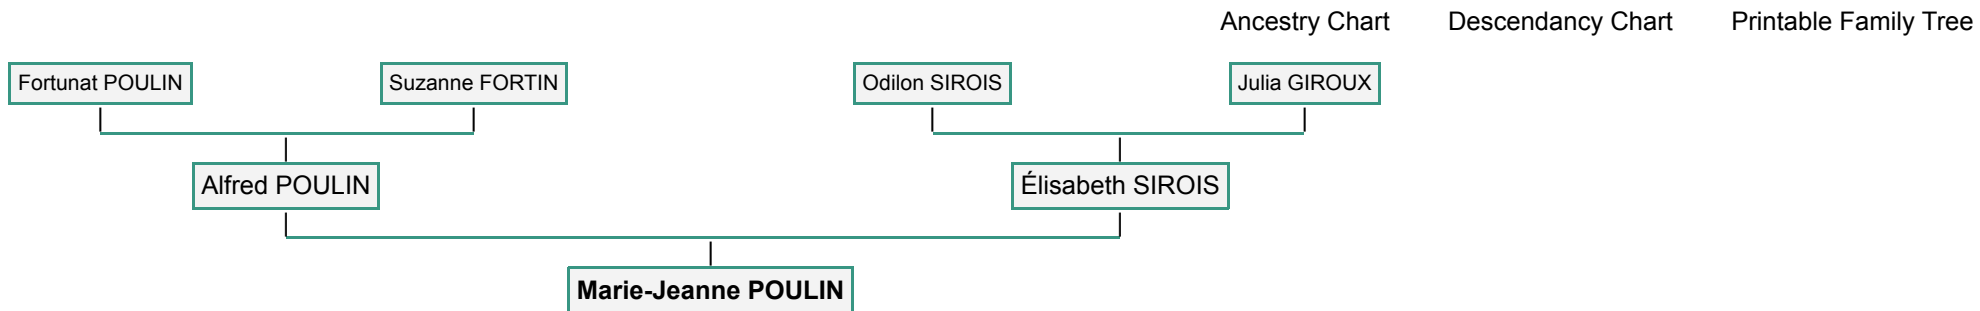 Ancestry Chart Descendancy Chart Printable Family Tree
Fortunat POULIN Suzanne FORTIN Odilon SIROIS Julia GIROUX
Alfred POULIN Élisabeth SIROIS
Marie-Jeanne POULIN